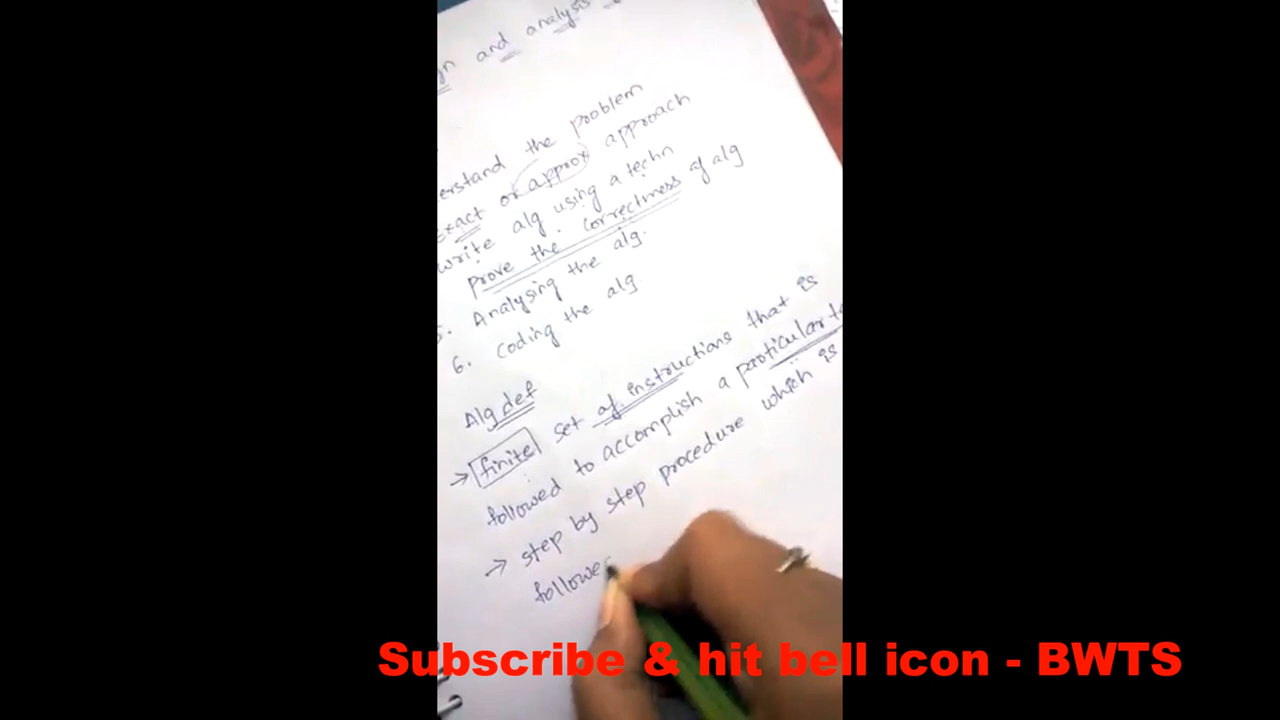 and analysis
the problem
exact or approx approach
write alg using a techn
prove the correctness of alg
5. Analysing the alg.
6. coding the alg
Alg def
→ finite set of instructions that is
followed to accomplish a particular
→ step by step procedure which is
followe
Subscribe & hit bell icon - BWTS